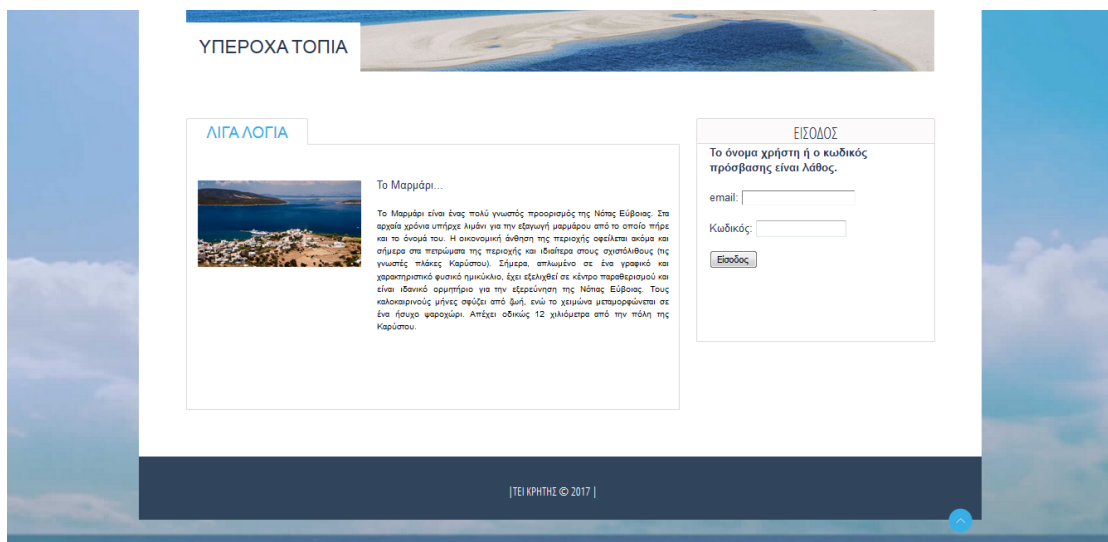 ΥΠΕΡΟΧΑ ΤΟΠΙΑ
ΛΙΓΑ ΛΟΓΙΑ
Το Μαρμάρι...
Το Μαρμάρι είναι ένας πολύ γνωστός προορισμός της Νότας Εύβοιας. Στα
αρχαία χρόνια υπήρχε λιμάνι για την εξαγωγή μαρμάρου από το οποίο πήρε
και το όνομά του. Η οικονομική άνθηση της περιοχής οφείλεται ακόμα και
σήμερα στα πετρώματα της περιοχής και ιδιαίτερα στους σχιστόλιθους (τις
γνωστές πλάκες Καρύστου). Σήμερα, απλωμένο σε ένα γραφικό και
χαρακτηριστικό φυσικό ημικύκλιο, έχει εξελιχθεί σε κέντρο παραθερισμού και
είναι ιδανικό ορμητήριο για την εξερεύνηση της Νότιας Εύβοιας. Τους
καλοκαιρινούς μήνες σφύζει από ζωή, ενώ το χειμώνα μεταμορφώνεται σε
ένα ήσυχο ψαροχώρι. Απέχει οδικώς 12 χιλιόμετρα από την πόλη της
Καρύστου.
ΕΙΣΟΔΟΣ
Το όνομα χρήστη ή ο κωδικός
πρόσβασης είναι λάθος.
email:
Κωδικός:
Είσοδος
|ΤΕΙ ΚΡΗΤΗΣ © 2017 |